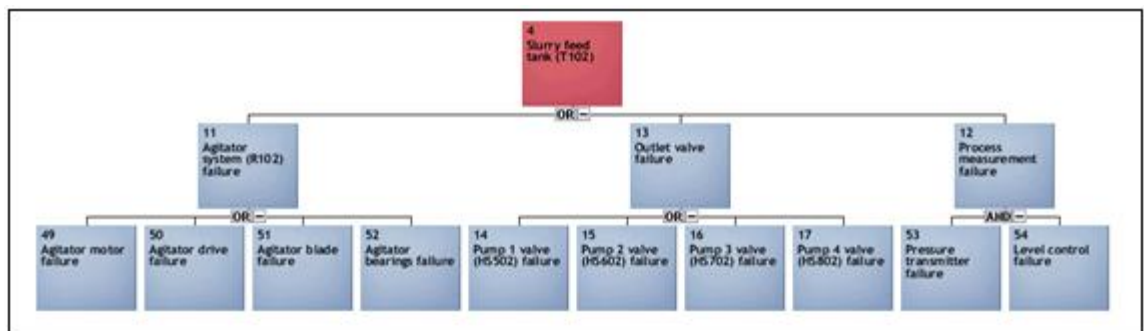 4
Slurry feed
tank (T102)
OR
11
Agitator
system (R102)
failure
13
Outlet valve
failure
12
Process
measurement
failure
OR
OR
AND
49
Agitator motor
failure
50
Agitator drive
failure
51
Agitator blade
failure
52
Agitator
bearings failure
14
Pump 1 valve
(HS502) failure
15
Pump 2 valve
(HS602) failure
16
Pump 3 valve
(HS702) failure
17
Pump 4 valve
(HS802) failure
53
Pressure
transmitter
failure
54
Level control
failure